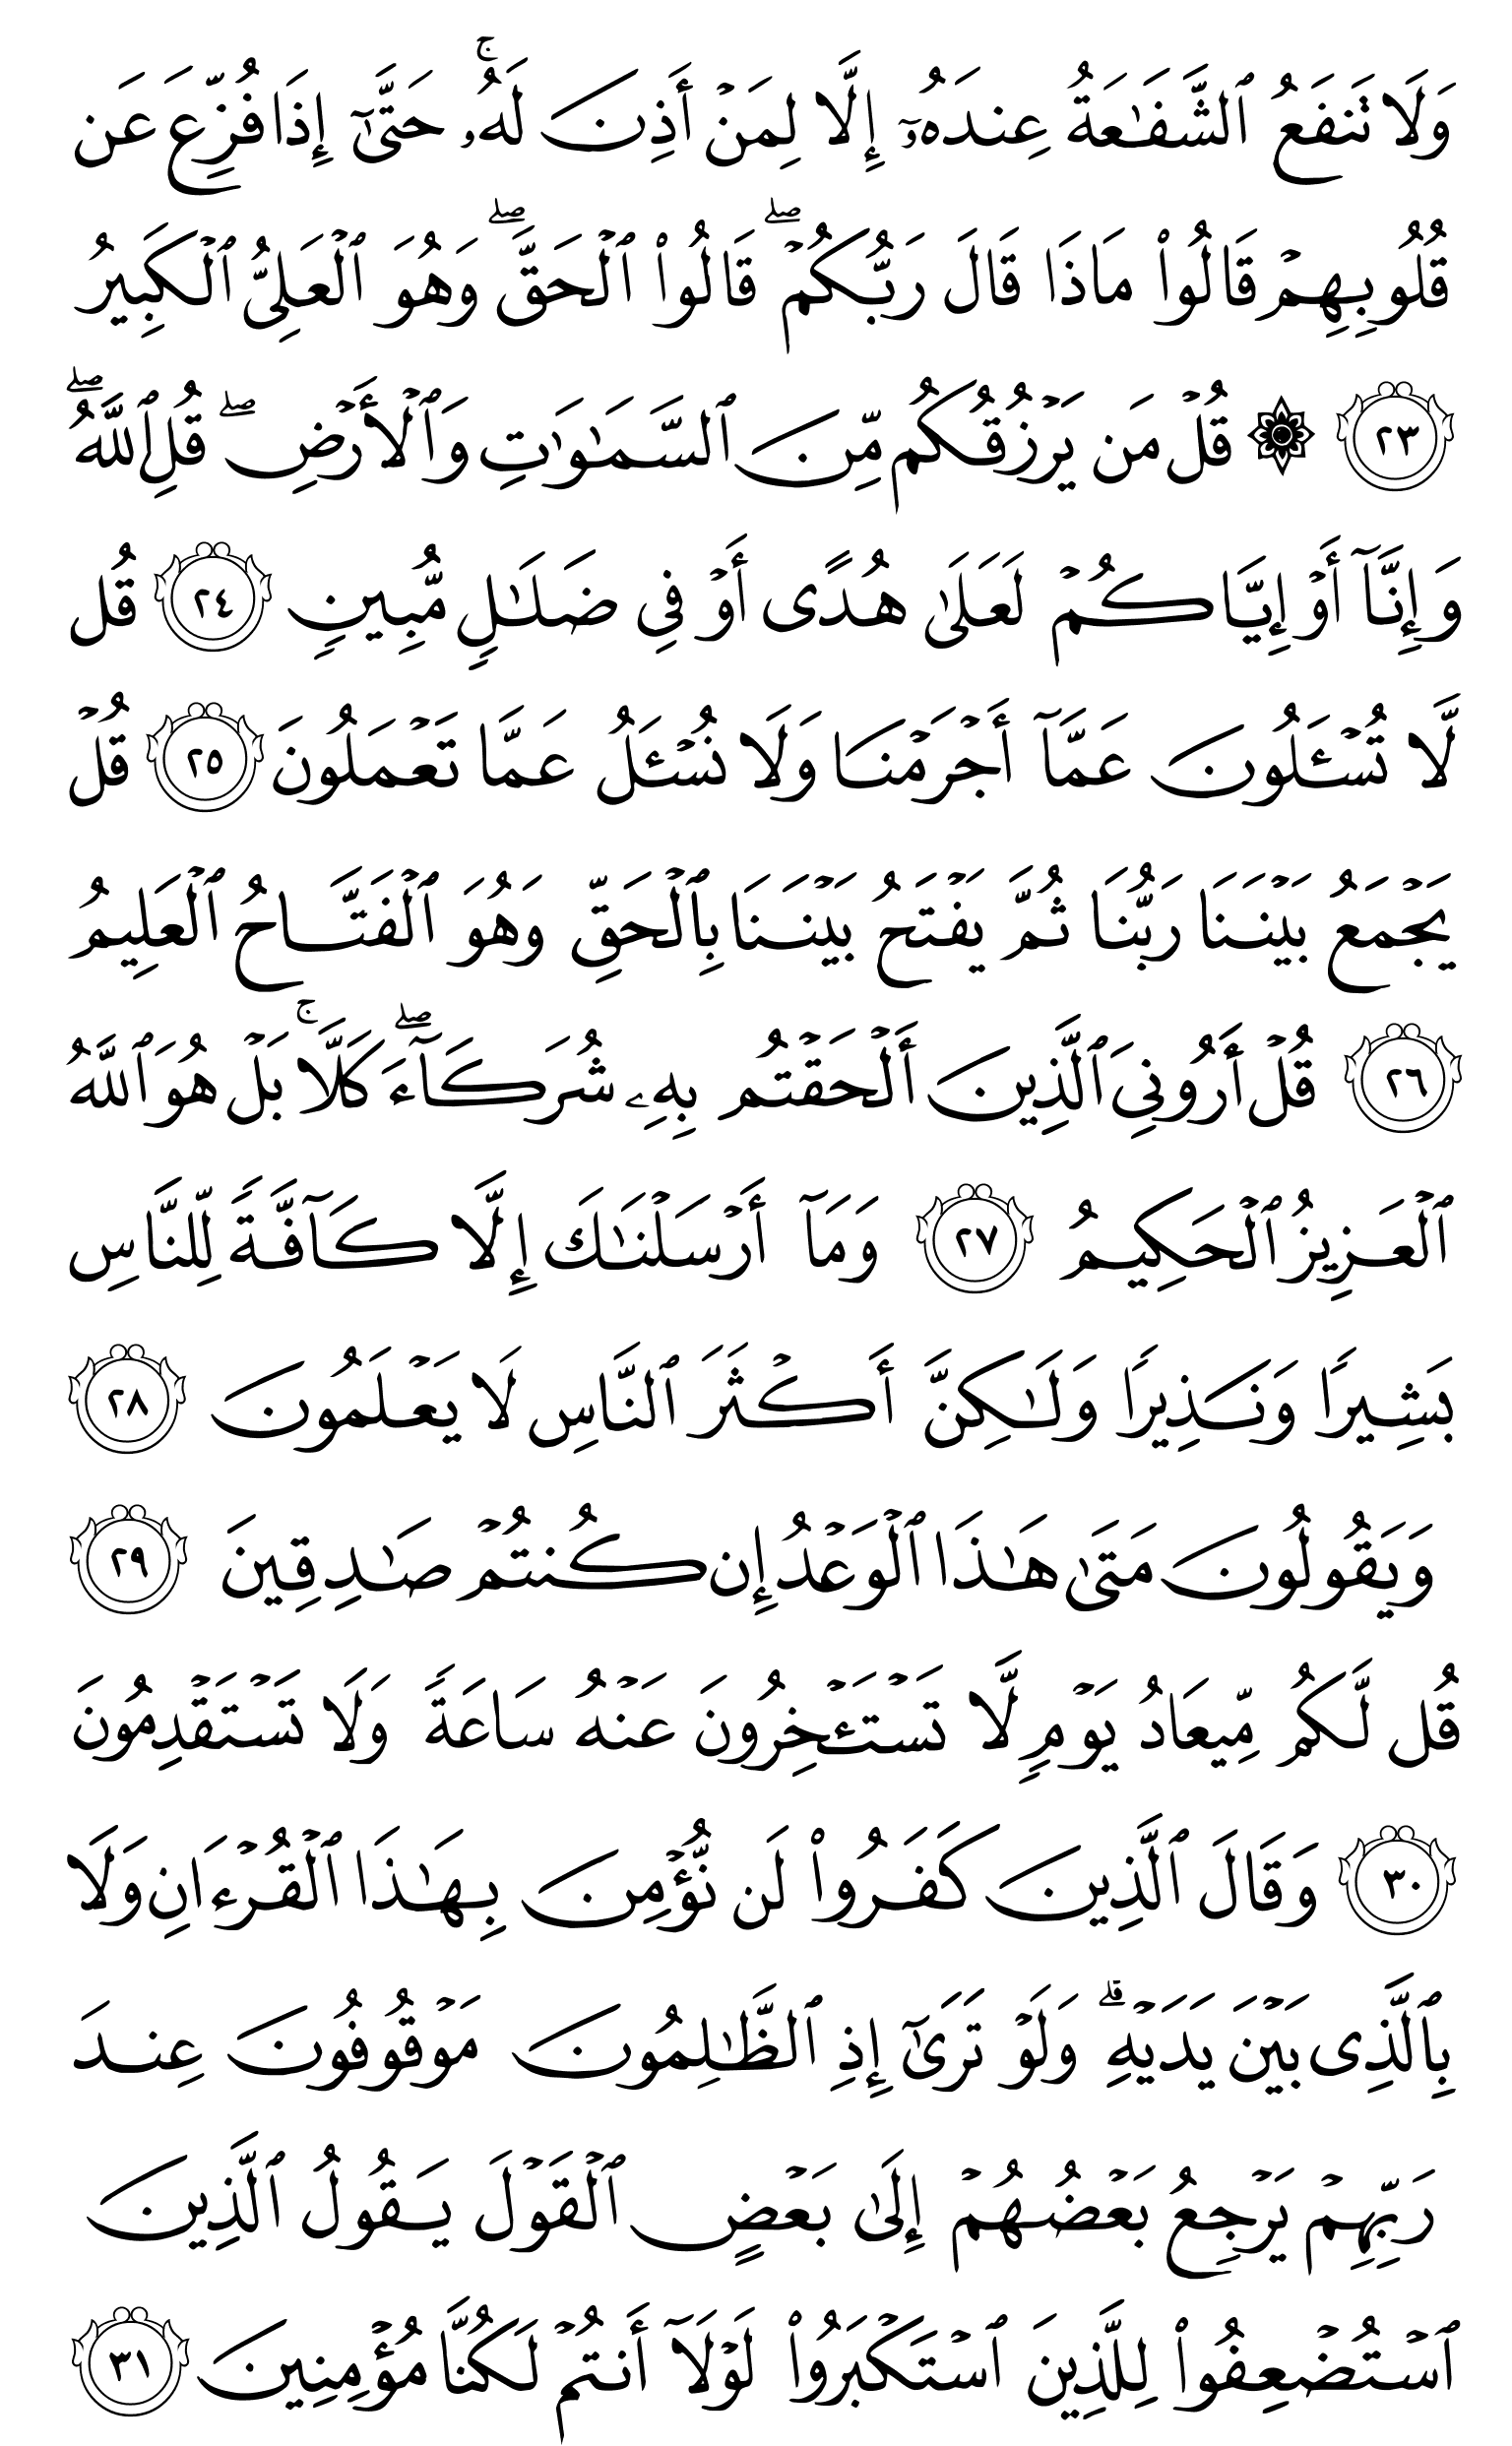 وَلَا تَنفَعُ ٱلشَّفَٰعَةُ عِندَهُۥٓ إِلَّا لِمَنْ أَذِنَ لَهُۥۚ حَتَّىٰٓ إِذَا فُزِّعَ عَن
قُلُوبِهِمْ قَالُوا۟ مَاذَا قَالَ رَبُّكُمْۖ قَالُوا۟ ٱلْحَقَّۖ وَهُوَ ٱلْعَلِىُّ ٱلْكَبِيرُ
٢٣ ۞ قُلْ مَن يَرْزُقُكُم مِّنَ ٱلسَّمَٰوَٰتِ وَٱلْأَرْضِۖ قُلِ ٱللَّهُۖ
وَإِنَّآ أَوْ إِيَّاكُمْ لَعَلَىٰ هُدًى أَوْ فِى ضَلَٰلٍ مُّبِينٍ ٢٤ قُل
لَّا تُسْـَٔلُونَ عَمَّآ أَجْرَمْنَا وَلَا نُسْـَٔلُ عَمَّا تَعْمَلُونَ ٢٥ قُلْ
يَجْمَعُ بَيْنَنَا رَبُّنَا ثُمَّ يَفْتَحُ بَيْنَنَا بِٱلْحَقِّ وَهُوَ ٱلْفَتَّاحُ ٱلْعَلِيمُ
٢٦ قُلْ أَرُونِىَ ٱلَّذِينَ أَلْحَقْتُم بِهِۦ شُرَكَآءَۖ كَلَّاۚ بَلْ هُوَ ٱللَّهُ
ٱلْعَزِيزُ ٱلْحَكِيمُ ٢٧ وَمَآ أَرْسَلْنَٰكَ إِلَّا كَآفَّةً لِّلنَّاسِ
بَشِيرًا وَنَذِيرًا وَلَٰكِنَّ أَكْثَرَ ٱلنَّاسِ لَا يَعْلَمُونَ ٢٨
وَيَقُولُونَ مَتَىٰ هَٰذَا ٱلْوَعْدُ إِن كُنتُمْ صَٰدِقِينَ ٢٩
قُل لَّكُم مِّيعَادُ يَوْمٍ لَّا تَسْتَـْٔخِرُونَ عَنْهُ سَاعَةً وَلَا تَسْتَقْدِمُونَ
٣٠ وَقَالَ ٱلَّذِينَ كَفَرُوا۟ لَن نُّؤْمِنَ بِهَٰذَا ٱلْقُرْءَانِ وَلَا
بِٱلَّذِى بَيْنَ يَدَيْهِۗ وَلَوْ تَرَىٰٓ إِذِ ٱلظَّٰلِمُونَ مَوْقُوفُونَ عِندَ
رَبِّهِمْ يَرْجِعُ بَعْضُهُمْ إِلَىٰ بَعْضٍ ٱلْقَوْلَ يَقُولُ ٱلَّذِينَ
ٱسْتُضْعِفُوا۟ لِلَّذِينَ ٱسْتَكْبَرُوا۟ لَوْلَآ أَنتُمْ لَكُنَّا مُؤْمِنِينَ ٣١